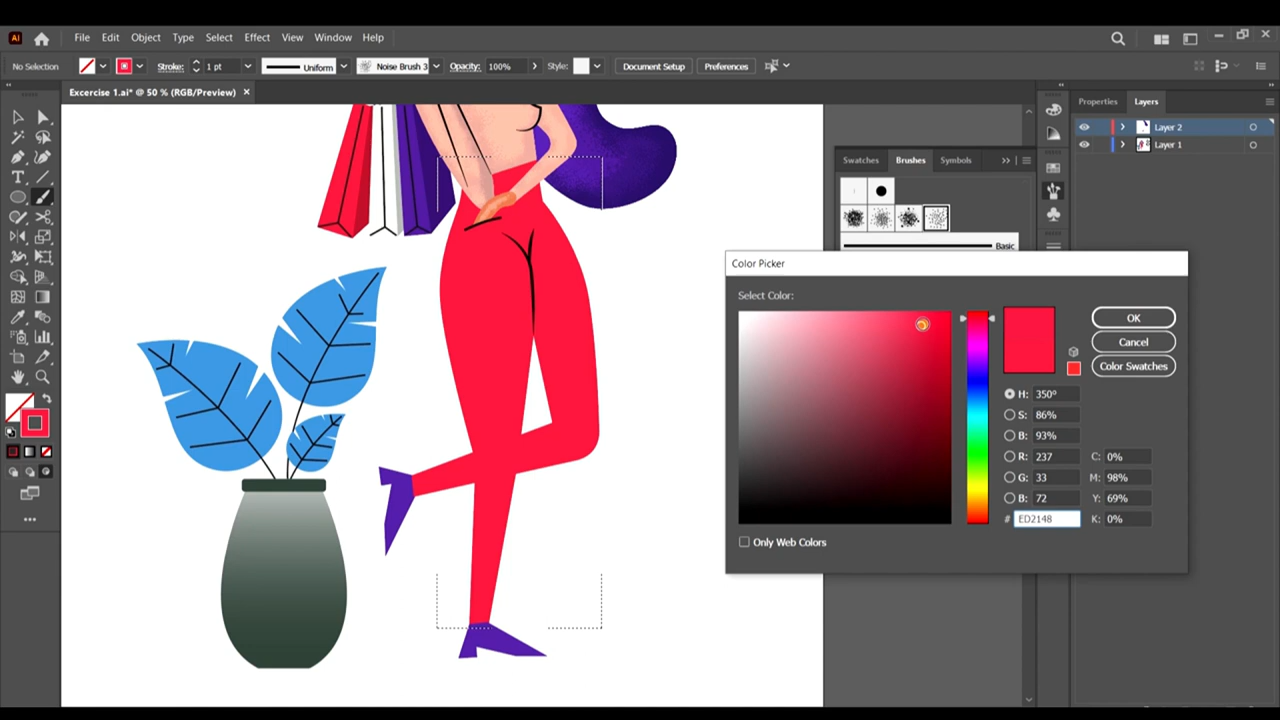 Ai File Edit Object Type Select Effect View Window Help
No Selection Stroke: 1 pt Uniform Noise Brush 3 Opacity: 100% Style: Document Setup Preferences
Excercise 1.ai* @ 50 % (RGB/Preview) ×
Properties Layers
Layer 2
Layer 1
Swatches Brushes Symbols
Basic
Color Picker
Select Color:
OK
Cancel
Color Swatches
H: 350°
S: 86%
B: 93%
R: 237 C: 0%
G: 33 M: 98%
B: 72 Y: 69%
# ED2148 K: 0%
Only Web Colors